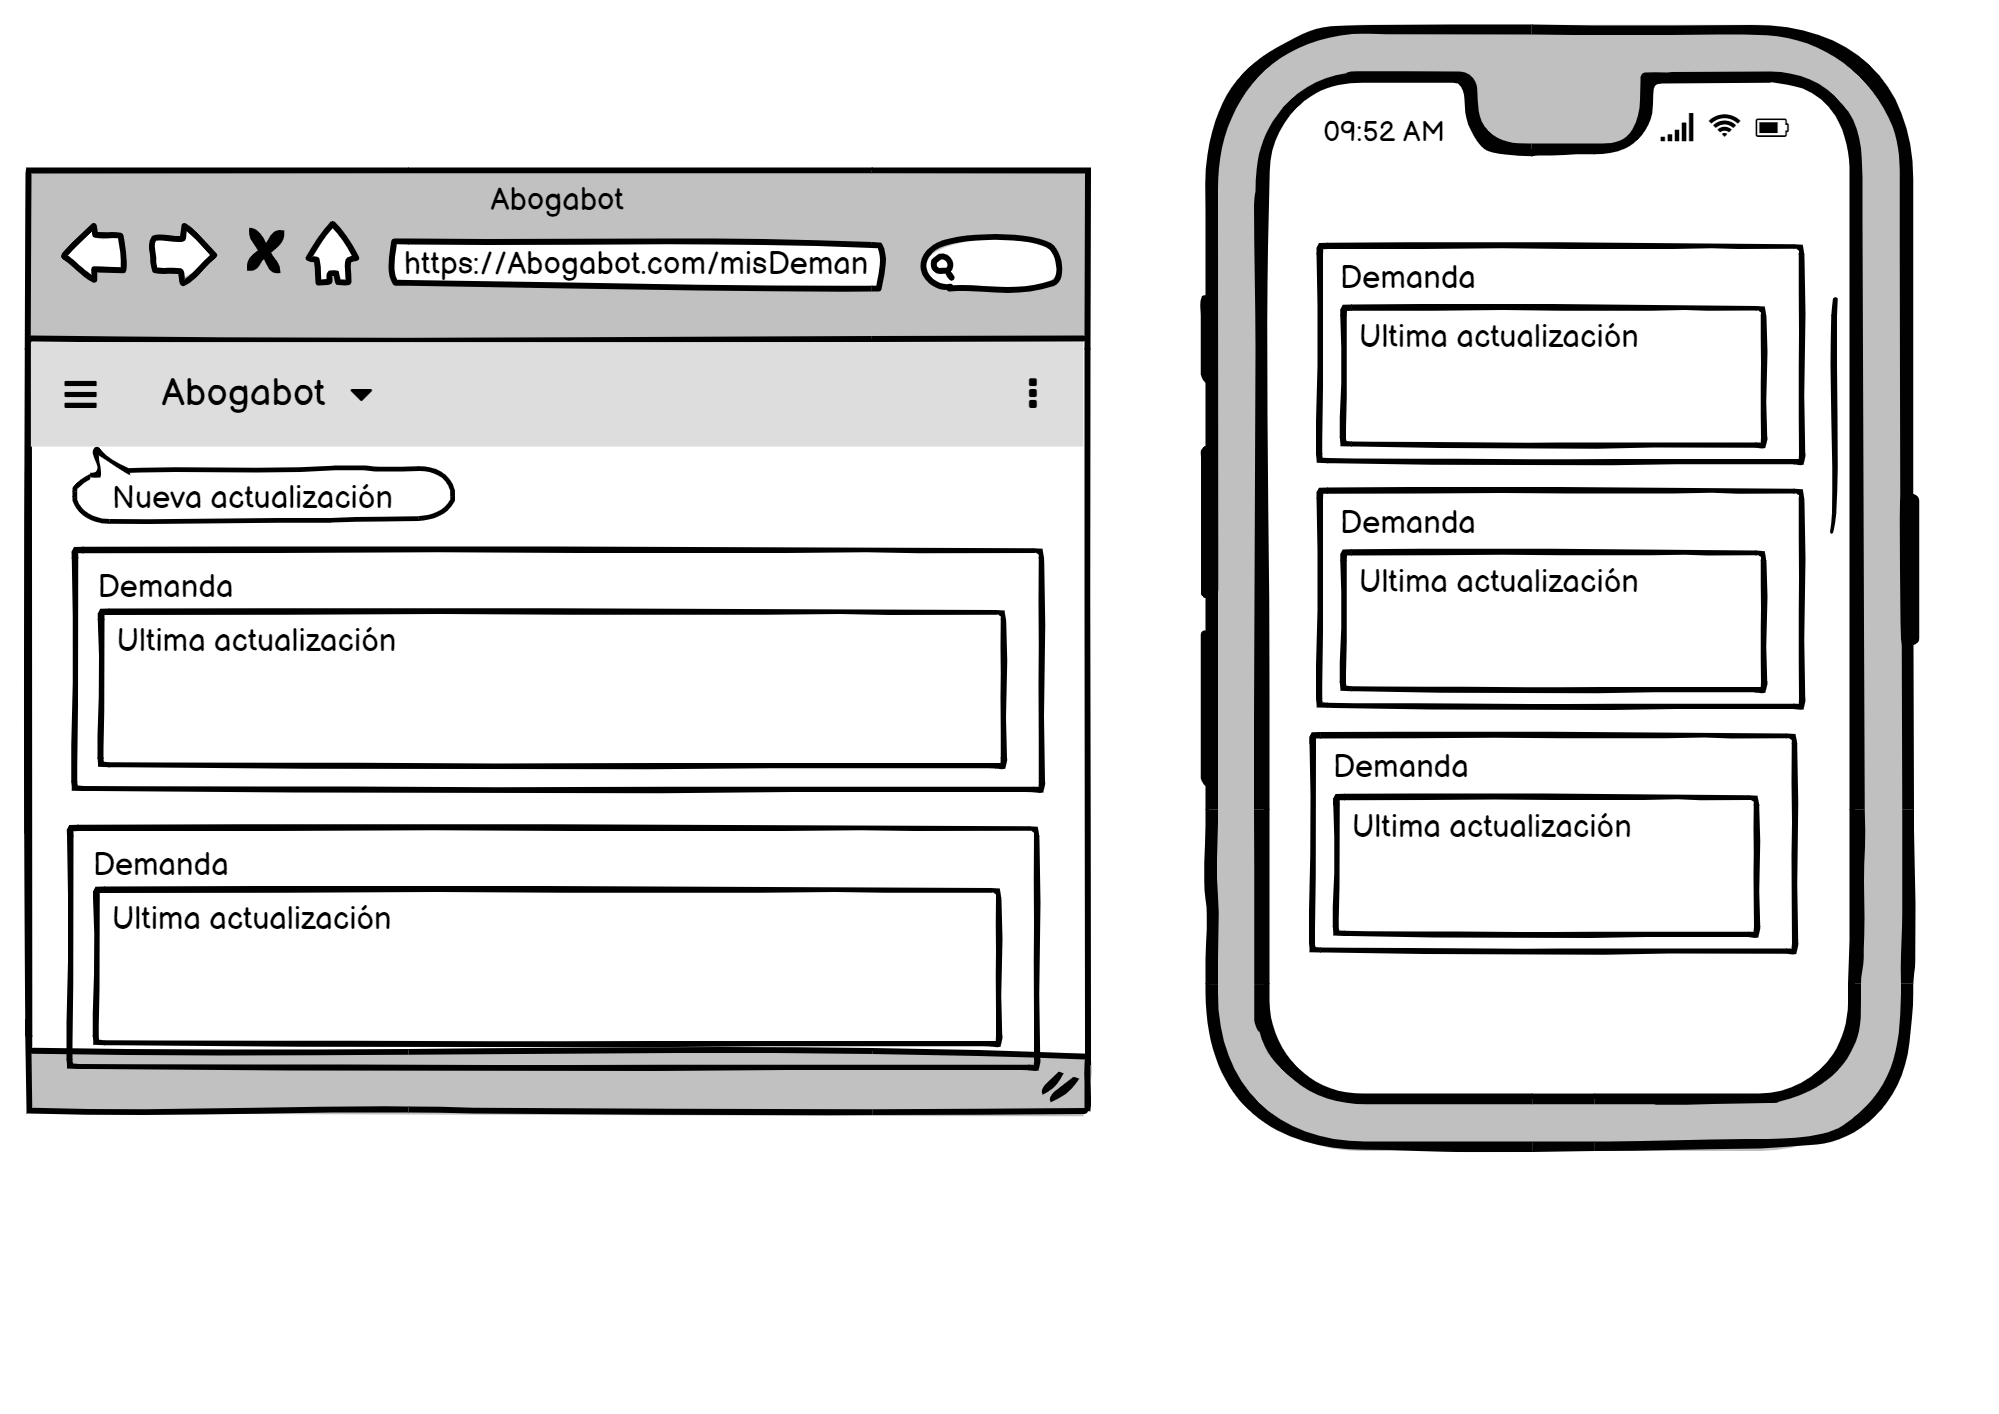 Abogabot
https://Abogabot.com/misDeman
Abogabot
Nueva actualización
Demanda
Ultima actualización
Demanda
Ultima actualización
09:52 AM
Demanda
Ultima actualización
Demanda
Ultima actualización
Demanda
Ultima actualización